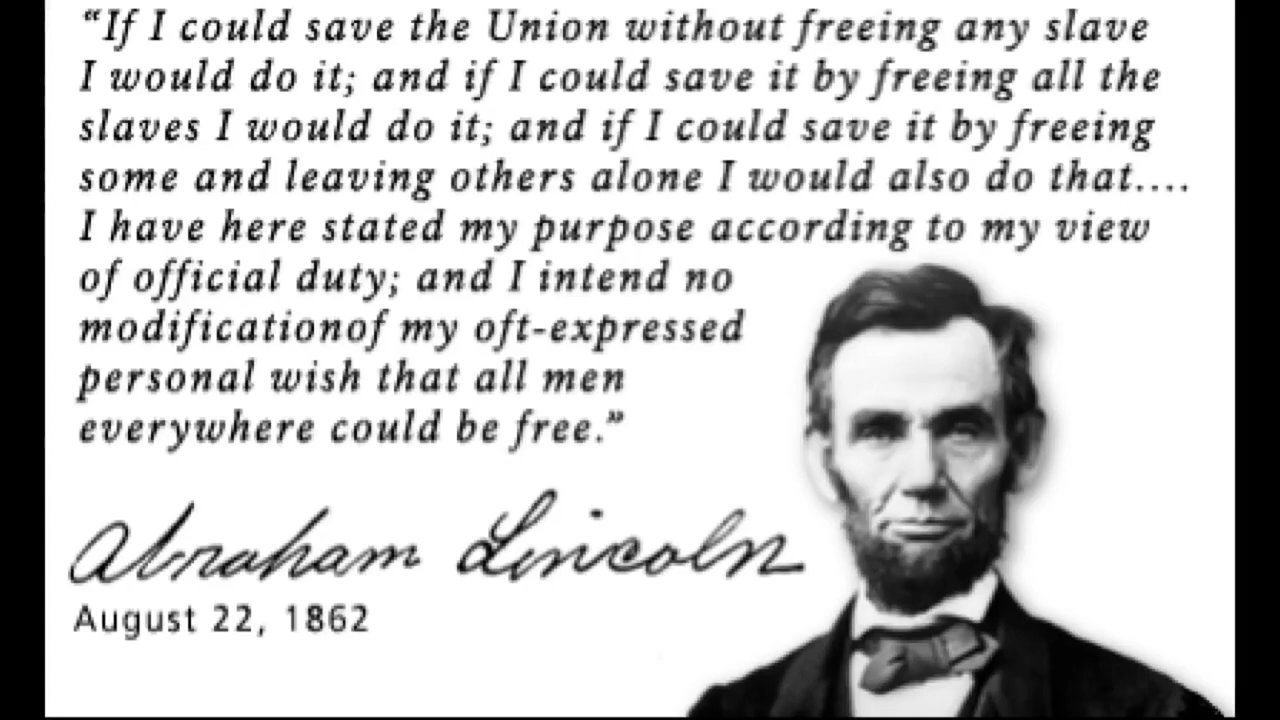 “If I could save the Union without freeing any slave
I would do it; and if I could save it by freeing all the
slaves I would do it; and if I could save it by freeing
some and leaving others alone I would also do that....
I have here stated my purpose according to my view
of official duty; and I intend no
modificationof my oft-expressed
personal wish that all men
everywhere could be free.”
Abraham Lincoln
August 22, 1862